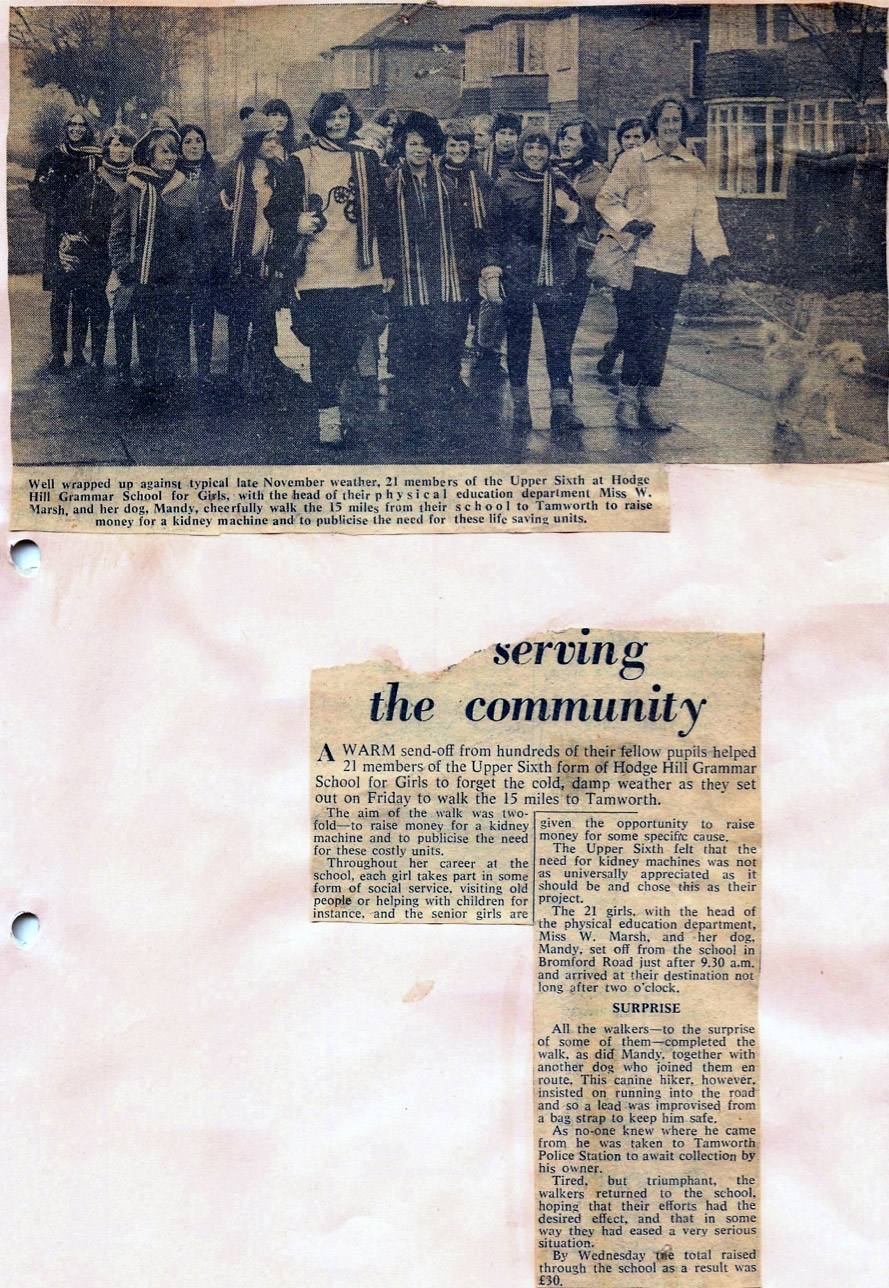 Well wrapped up against typical late November weather, 21 members of the Upper Sixth at Hodge
Hill Grammar School for Girls, with the head of their physical education department Miss W.
Marsh, and her dog, Mandy, cheerfully walk the 15 miles from their school to Tamworth to raise
money for a kidney machine and to publicise the need for these life saving units.
serving
the community
A WARM send-off from hundreds of their fellow pupils helped
21 members of the Upper Sixth form of Hodge Hill Grammar
School for Girls to forget the cold, damp weather as they set
out on Friday to walk the 15 miles to Tamworth.
The aim of the walk was two-
fold—to raise money for a kidney
machine and to publicise the need
for these costly units.
Throughout her career at the
school, each girl takes part in some
form of social service, visiting old
people or helping with children for
instance, and the senior girls are
given the opportunity to raise
money for some specific cause.
The Upper Sixth felt that the
need for kidney machines was not
as universally appreciated as it
should be and chose this as their
project.
The 21 girls, with the head of
the physical education department,
Miss W. Marsh, and her dog,
Mandy, set off from the school in
Bromford Road just after 9.30 a.m.
and arrived at their destination not
long after two o'clock.
SURPRISE
All the walkers—to the surprise
of some of them—completed the
walk, as did Mandy, together with
another dog who joined them en
route. This canine hiker, however,
insisted on running into the road
and so a lead was improvised from
a bag strap to keep him safe.
As no-one knew where he came
from he was taken to Tamworth
Police Station to await collection by
his owner.
Tired, but triumphant, the
walkers returned to the school,
hoping that their efforts had the
desired effect, and that in some
way they had eased a very serious
situation.
By Wednesday the total raised
through the school as a result was
£30.